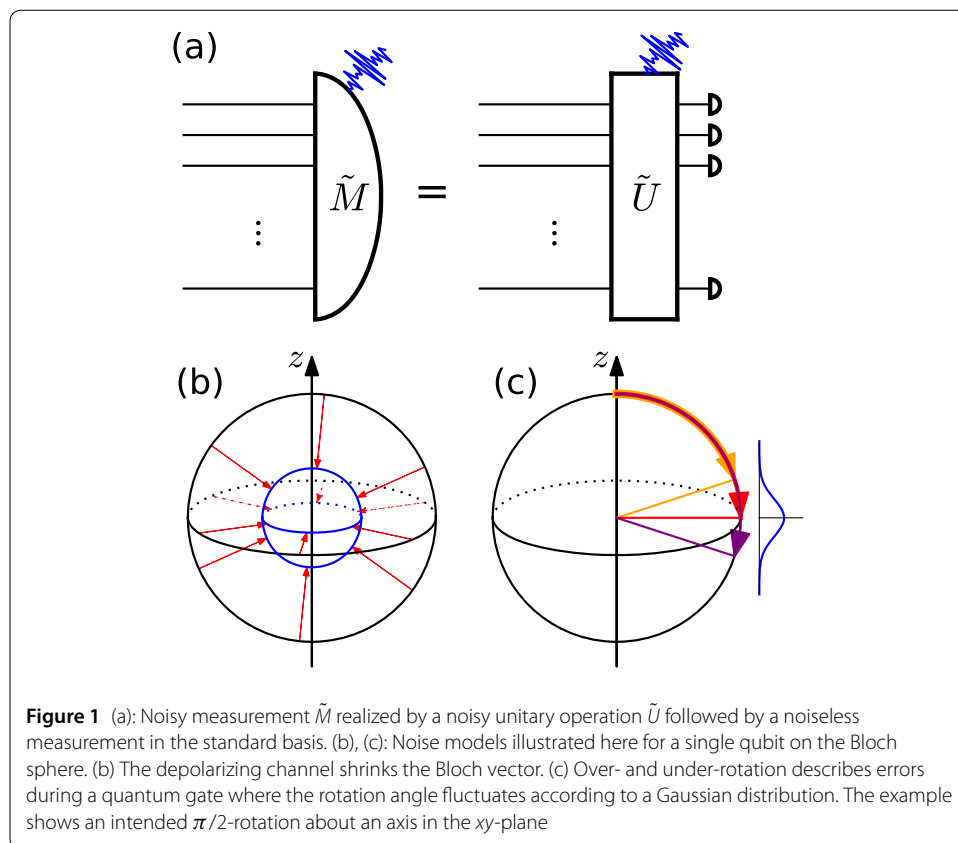 (a)
M̃ = Ũ
⋮ ⋮
(b) z (c) z
Figure 1 (a): Noisy measurement M̃ realized by a noisy unitary operation Ũ followed by a noiseless
measurement in the standard basis. (b), (c): Noise models illustrated here for a single qubit on the Bloch
sphere. (b) The depolarizing channel shrinks the Bloch vector. (c) Over- and under-rotation describes errors
during a quantum gate where the rotation angle fluctuates according to a Gaussian distribution. The example
shows an intended π/2-rotation about an axis in the xy-plane